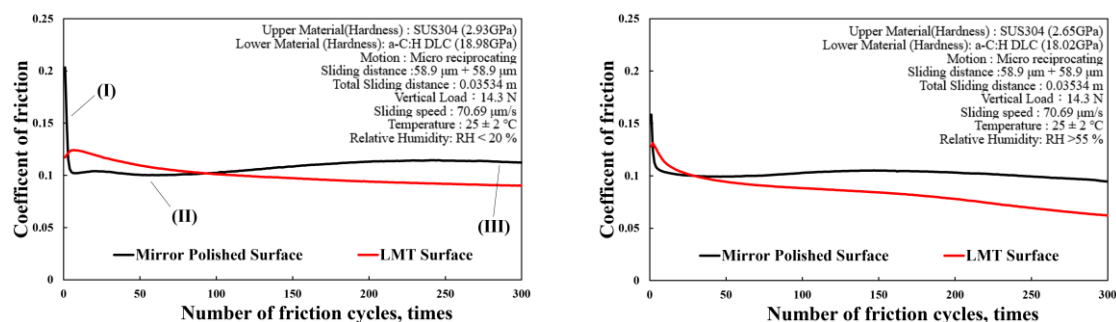 0.25
0.2
0.15
0.1
0.05
0
Coefficent of friction
Upper Material(Hardness) : SUS304 (2.93GPa)
Lower Material (Hardness): a-C:H DLC (18.98GPa)
Motion : Micro reciprocating
Sliding distance :58.9 μm + 58.9 μm
Total Sliding distance : 0.03534 m
Vertical Load : 14.3 N
Sliding speed : 70.69 μm/s
Temperature : 25 ± 2 ℃
Relative Humidity: RH < 20 %
(I)
(II)
(III)
Mirror Polished Surface
LMT Surface
0 50 100 150 200 250 300
Number of friction cycles, times
0.25
0.2
0.15
0.1
0.05
0
Coefficent of friction
Upper Material(Hardness) : SUS304 (2.65GPa)
Lower Material (Hardness): a-C:H DLC (18.02GPa)
Motion : Micro reciprocating
Sliding distance :58.9 μm + 58.9 μm
Total Sliding distance : 0.03534 m
Vertical Load : 14.3 N
Sliding speed : 70.69 μm/s
Temperature : 25 ± 2 ℃
Relative Humidity: RH >55 %
Mirror Polished Surface
LMT Surface
0 50 100 150 200 250 300
Number of friction cycles, times